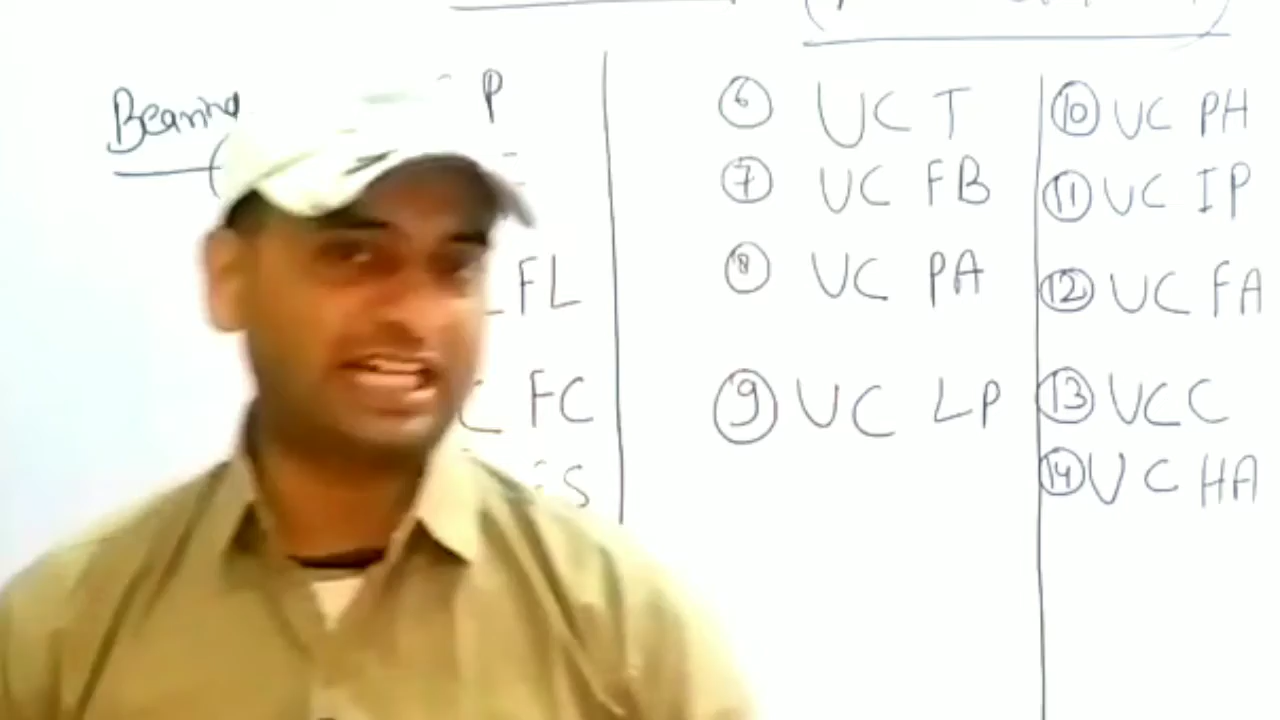 Bearing
P
FL
C FC
S
6 UC T
7 UC FB
8 UC PA
9 UC LP
10 UC PH
11 UC IP
12 UC FA
13 UCC
14 UC HA